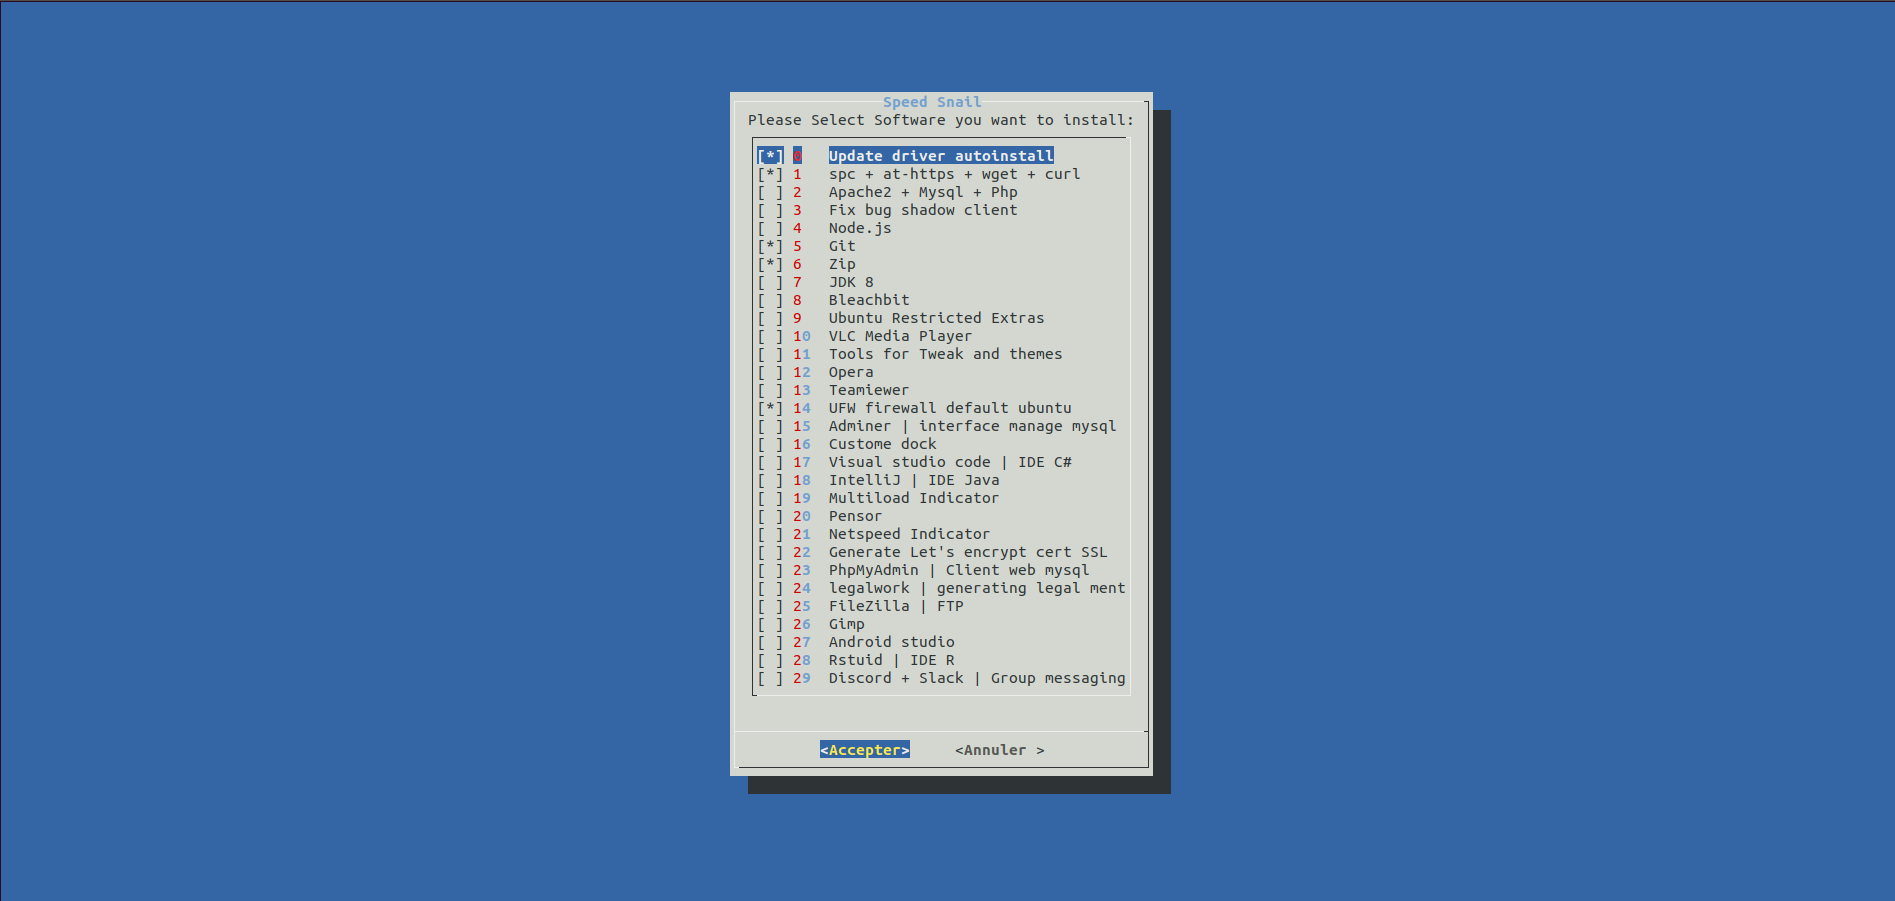 Speed Snail
Please Select Software you want to install:
[*] 0 Update driver autoinstall
[*] 1 spc + at-https + wget + curl
[ ] 2 Apache2 + Mysql + Php
[ ] 3 Fix bug shadow client
[ ] 4 Node.js
[*] 5 Git
[*] 6 Zip
[ ] 7 JDK 8
[ ] 8 Bleachbit
[ ] 9 Ubuntu Restricted Extras
[ ] 10 VLC Media Player
[ ] 11 Tools for Tweak and themes
[ ] 12 Opera
[ ] 13 Teamiewer
[*] 14 UFW firewall default ubuntu
[ ] 15 Adminer | interface manage mysql
[ ] 16 Custome dock
[ ] 17 Visual studio code | IDE C#
[ ] 18 IntelliJ | IDE Java
[ ] 19 Multiload Indicator
[ ] 20 Pensor
[ ] 21 Netspeed Indicator
[ ] 22 Generate Let's encrypt cert SSL
[ ] 23 PhpMyAdmin | Client web mysql
[ ] 24 legalwork | generating legal ment
[ ] 25 FileZilla | FTP
[ ] 26 Gimp
[ ] 27 Android studio
[ ] 28 Rstuid | IDE R
[ ] 29 Discord + Slack | Group messaging
<Accepter> <Annuler >